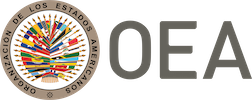 ORGANIZACIÓN DE LOS ESTADOS AMERICANOS
OEA